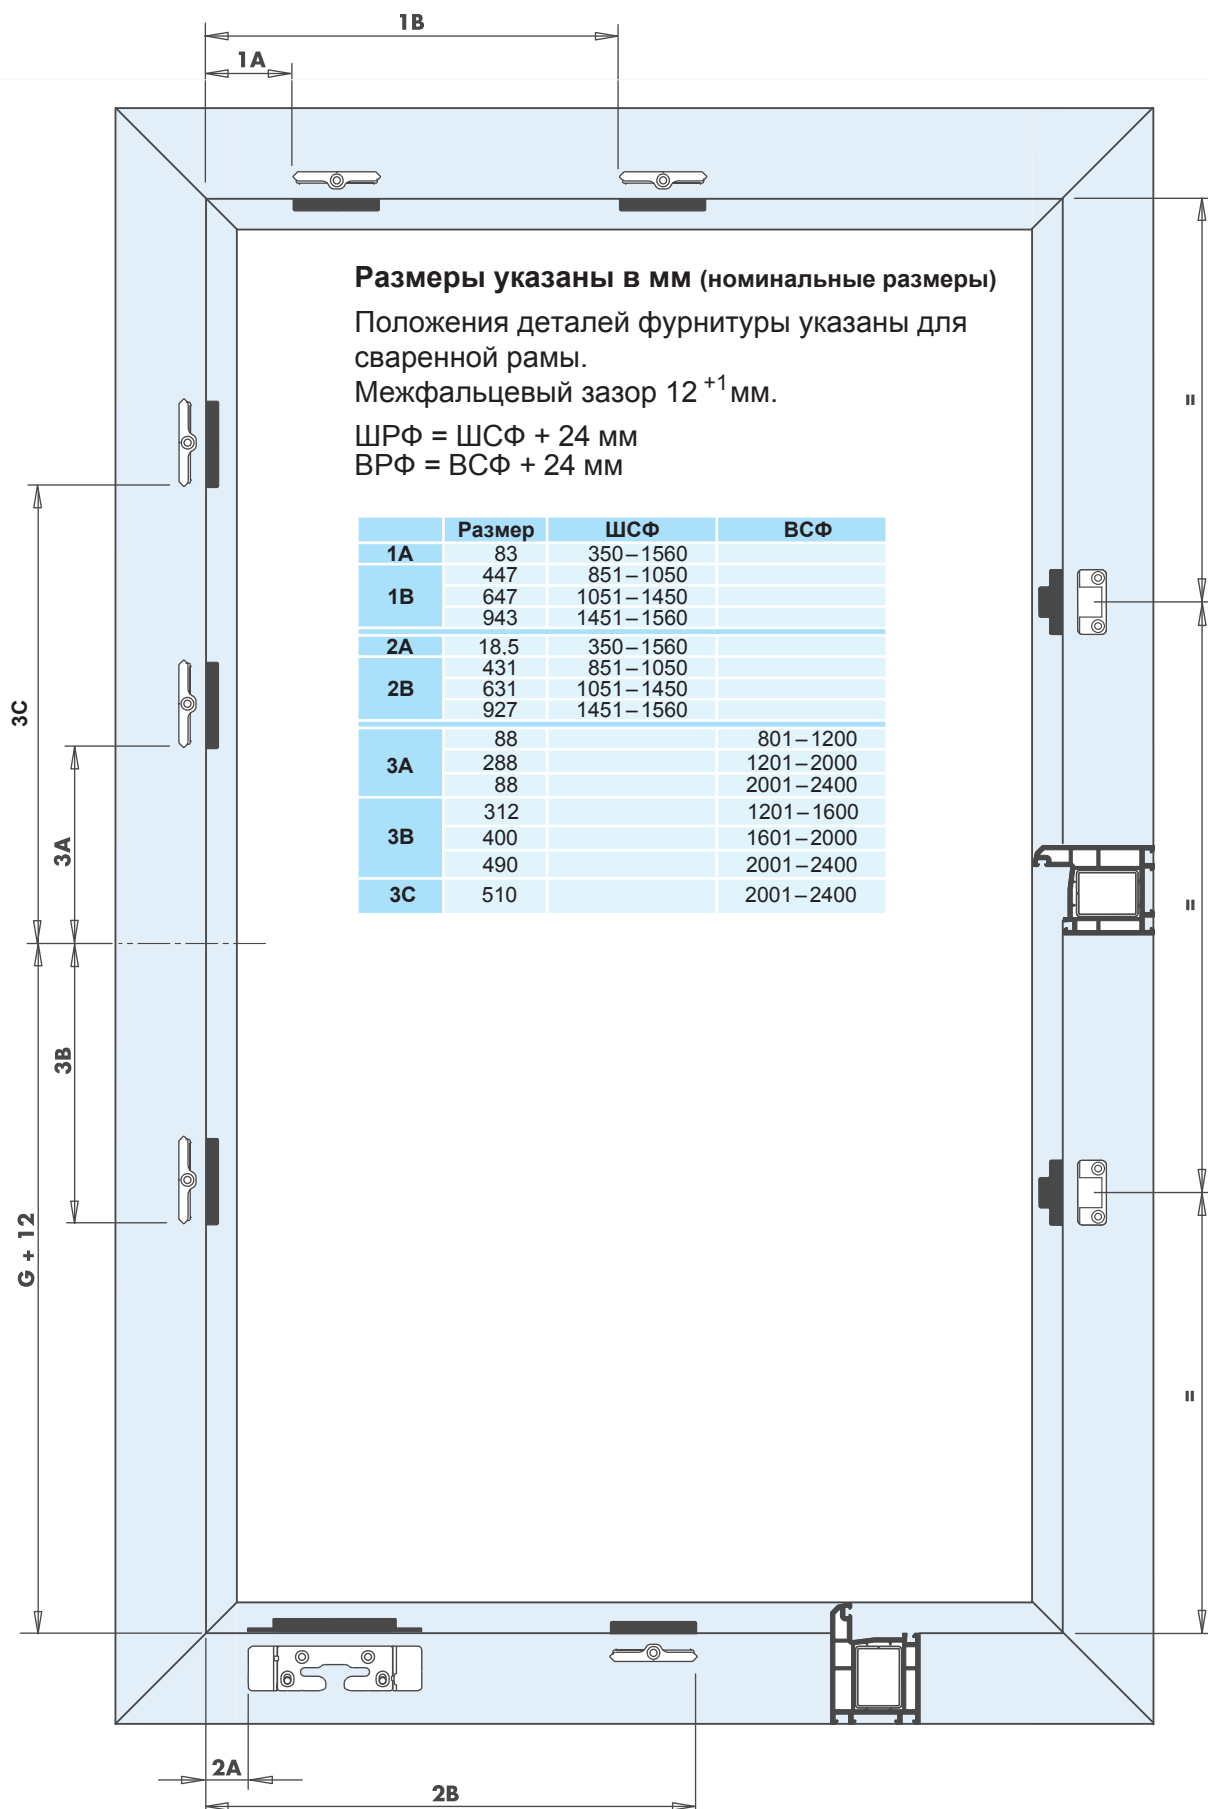 1B
1A
Размеры указаны в мм (номинальные размеры)
Положения деталей фурнитуры указаны для
сваренной рамы.
Межфальцевый зазор 12 +1 мм.
ШРФ = ШСФ + 24 мм
ВРФ = ВСФ + 24 мм
Размер ШСФ ВСФ
1A 83 350–1560
447 851–1050
1B 647 1051–1450
943 1451–1560
2A 18,5 350–1560
431 851–1050
2B 631 1051–1450
927 1451–1560
88 801–1200
3A 288 1201–2000
88 2001–2400
312 1201–1600
3B 400 1601–2000
490 2001–2400
3C 510 2001–2400
3C
3A
3B
G + 12
=
=
=
2A
2B